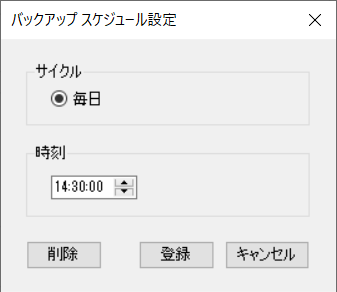 バックアップ スケジュール設定
サイクル
毎日
時刻
14:30:00
削除 登録 キャンセル